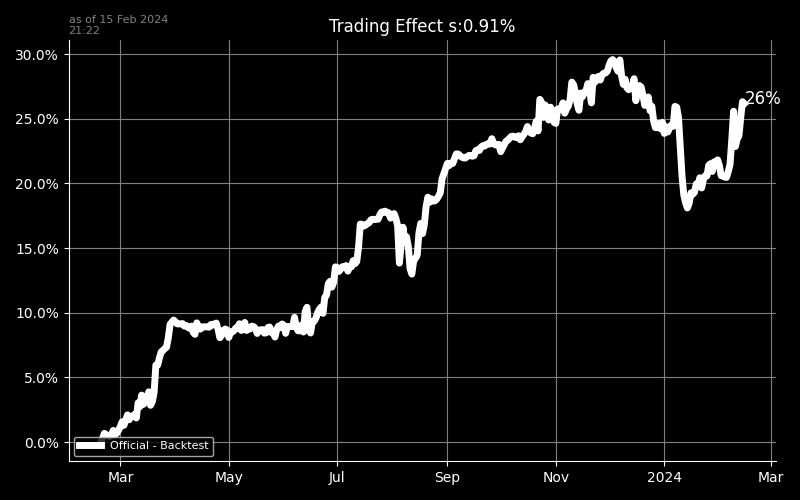 as of 15 Feb 2024
21:22
Trading Effect s:0.91%
30.0%
25.0%
20.0%
15.0%
10.0%
5.0%
0.0%
26%
Official - Backtest
Mar May Jul Sep Nov 2024 Mar